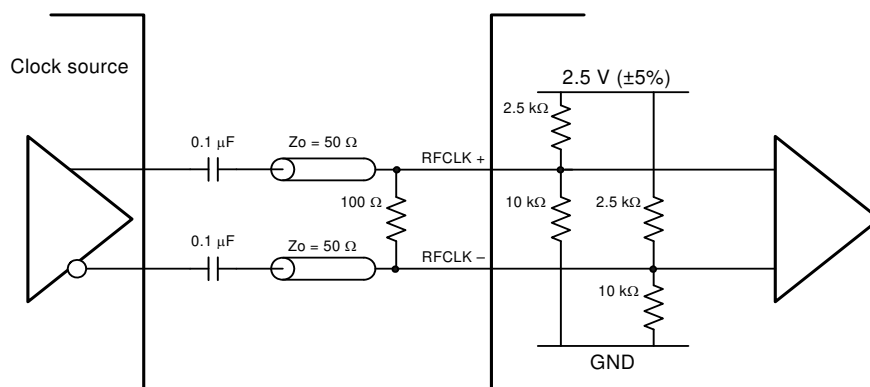 Clock source
2.5 V (±5%)
2.5 kΩ
0.1 μF
Zo = 50 Ω
RFCLK +
100 Ω
10 kΩ
2.5 kΩ
0.1 μF
Zo = 50 Ω
RFCLK –
10 kΩ
GND